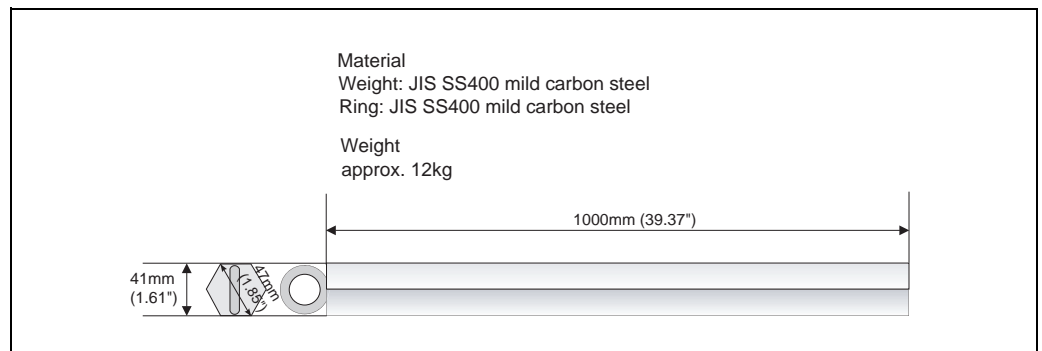 Material
Weight: JIS SS400 mild carbon steel
Ring: JIS SS400 mild carbon steel
Weight
approx. 12kg
1000mm (39.37")
41mm
(1.61")
47mm
(1.85")